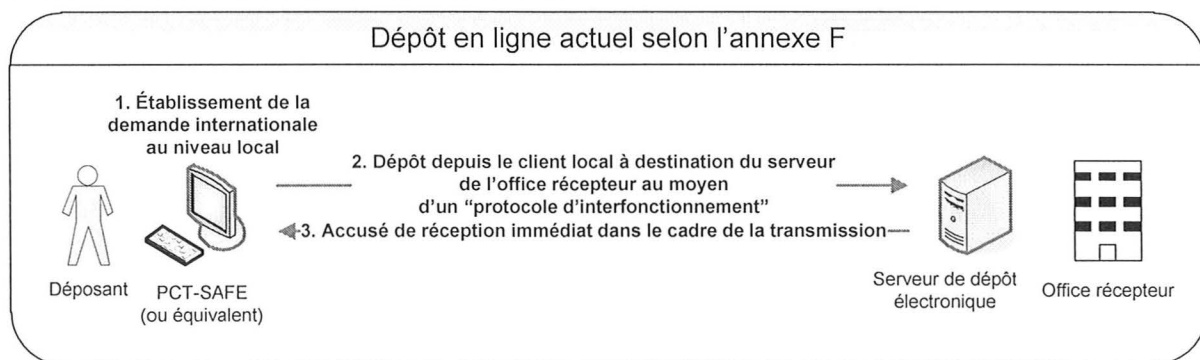 Dépôt en ligne actuel selon l'annexe F
1. Établissement de la
demande internationale
au niveau local
2. Dépôt depuis le client local à destination du serveur
de l'office récepteur au moyen
d'un “protocole d'interfonctionnement”
3. Accusé de réception immédiat dans le cadre de la transmission
Déposant
PCT-SAFE
(ou équivalent)
Serveur de dépôt
électronique
Office récepteur